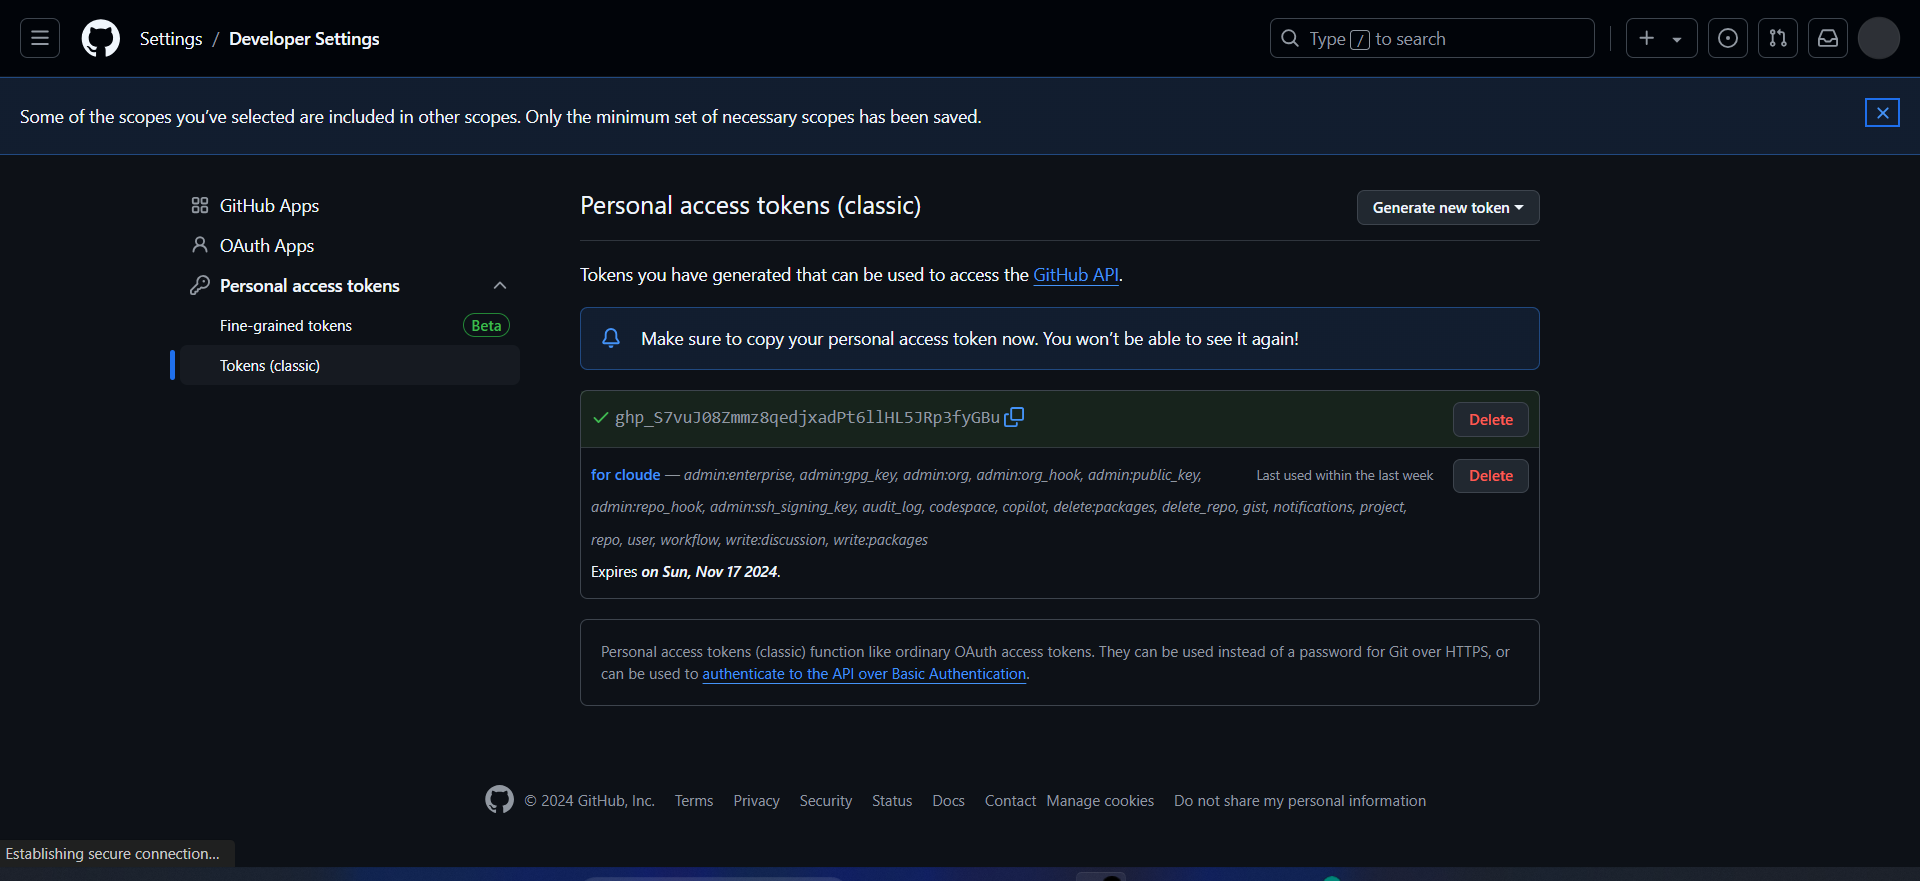 Settings / Developer Settings
Type / to search
Some of the scopes you've selected are included in other scopes. Only the minimum set of necessary scopes has been saved.
GitHub Apps
OAuth Apps
Personal access tokens
Fine-grained tokens Beta
Tokens (classic)
Personal access tokens (classic)
Generate new token
Tokens you have generated that can be used to access the GitHub API.
Make sure to copy your personal access token now. You won't be able to see it again!
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
Delete
for cloude — admin:enterprise, admin:gpg_key, admin:org, admin:org_hook, admin:public_key,
Last used within the last week
Delete
admin:repo_hook, admin:ssh_signing_key, audit_log, codespace, copilot, delete:packages, delete_repo, gist, notifications, project,
repo, user, workflow, write:discussion, write:packages
Expires on Sun, Nov 17 2024.
Personal access tokens (classic) function like ordinary OAuth access tokens. They can be used instead of a password for Git over HTTPS, or
can be used to authenticate to the API over Basic Authentication.
© 2024 GitHub, Inc. Terms Privacy Security Status Docs Contact Manage cookies Do not share my personal information
Establishing secure connection...